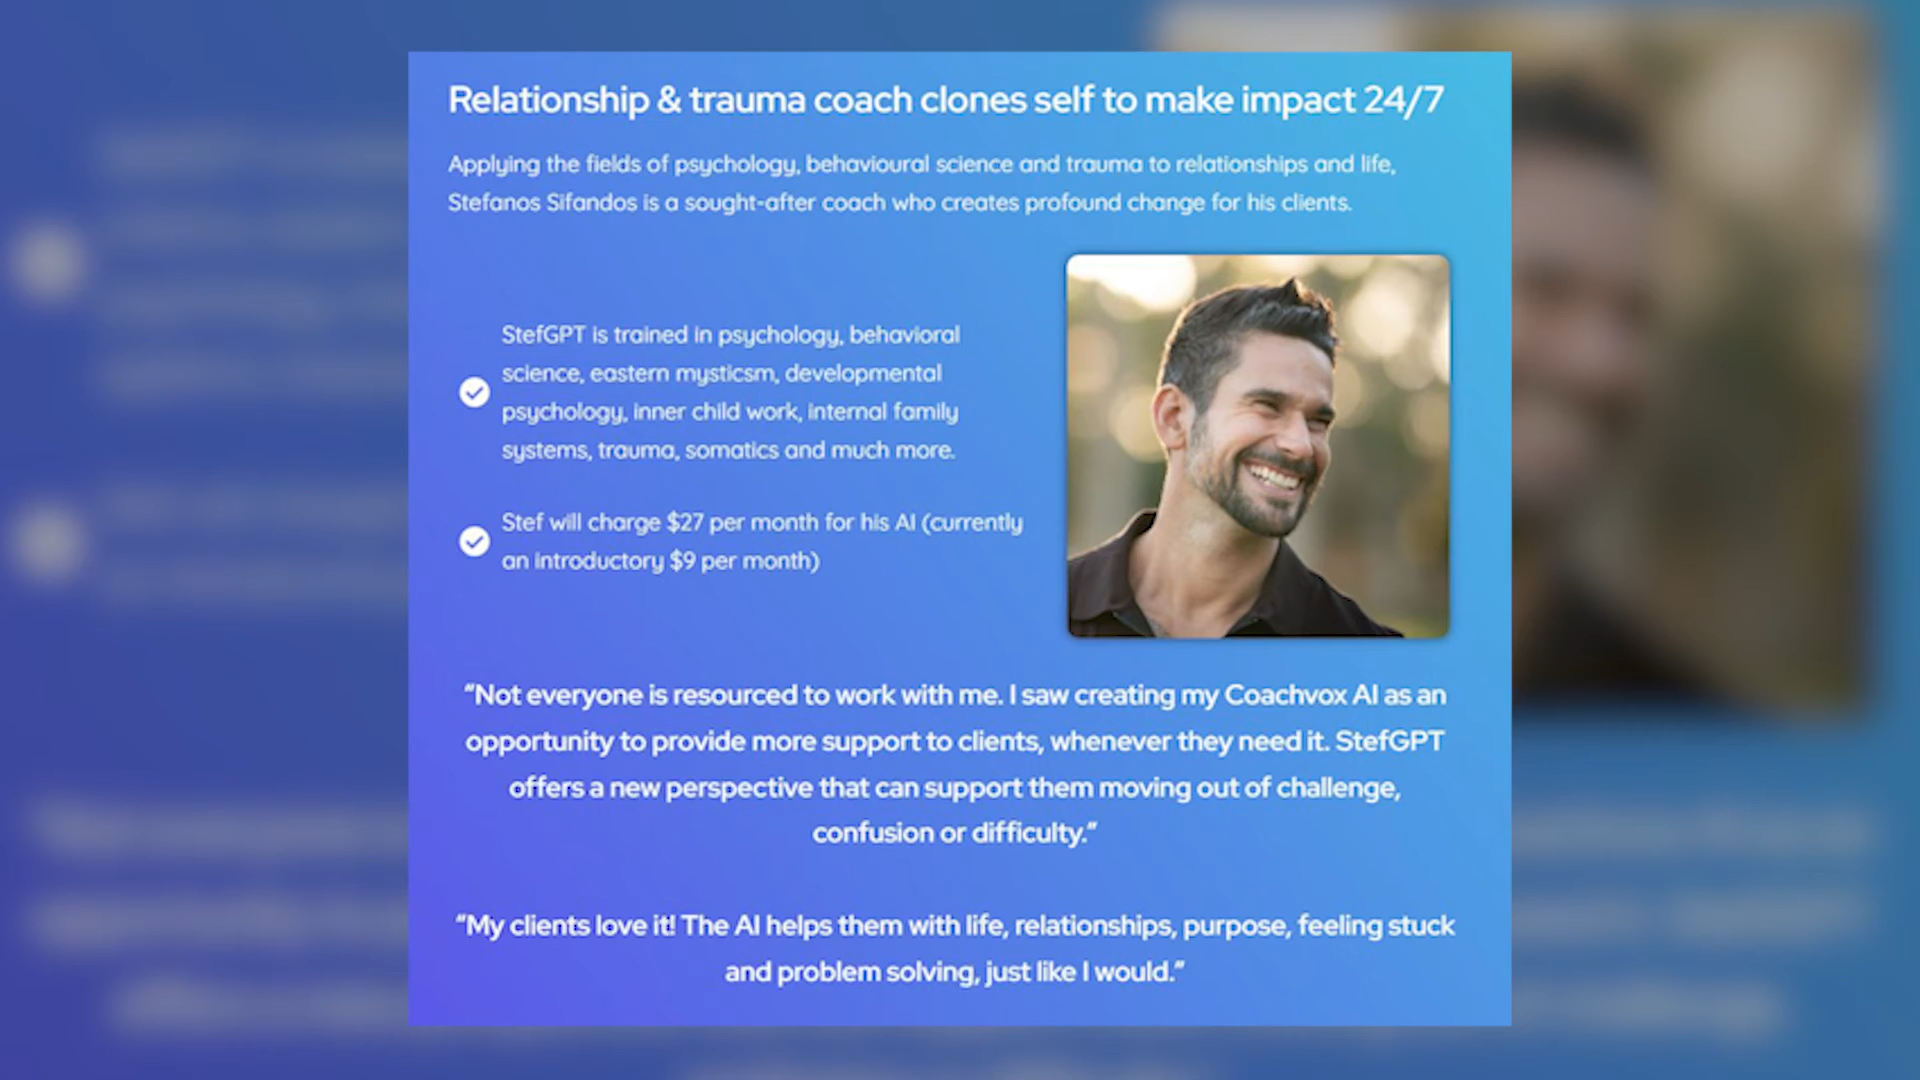 Relationship & trauma coach clones self to make impact 24/7
Applying the fields of psychology, behavioural science and trauma to relationships and life,
Stefanos Sifandos is a sought-after coach who creates profound change for his clients.
StefGPT is trained in psychology, behavioral
science, eastern mysticsm, developmental
psychology, inner child work, internal family
systems, trauma, somatics and much more.
Stef will charge $27 per month for his AI (currently
an introductory $9 per month)
“Not everyone is resourced to work with me. I saw creating my Coachvox AI as an
opportunity to provide more support to clients, whenever they need it. StefGPT
offers a new perspective that can support them moving out of challenge,
confusion or difficulty.”
“My clients love it! The AI helps them with life, relationships, purpose, feeling stuck
and problem solving, just like I would.”